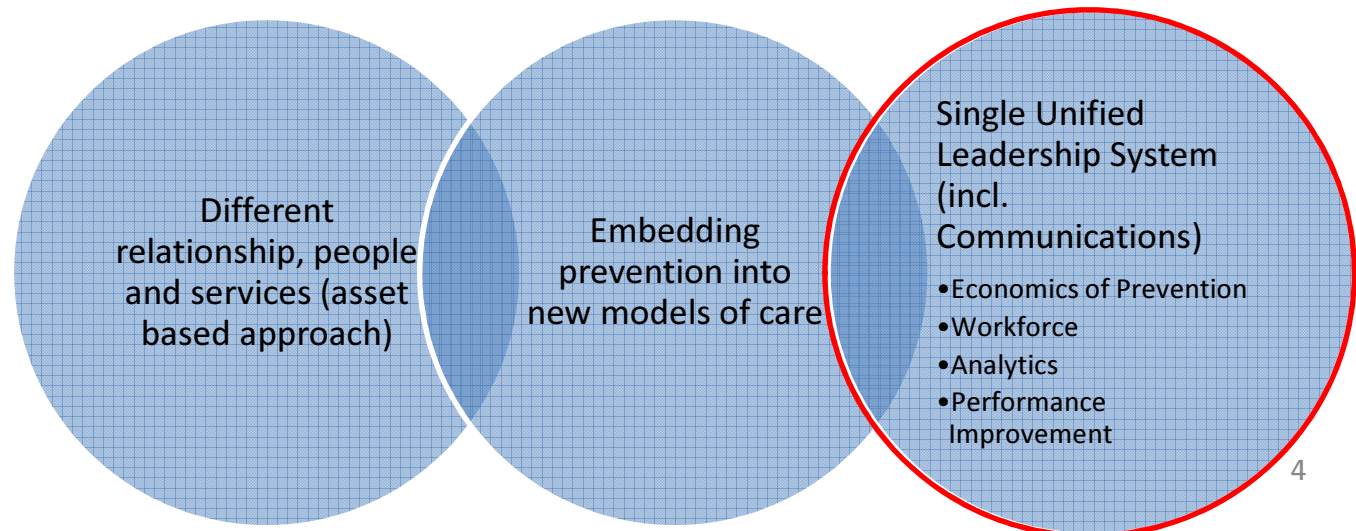 Different
relationship, people
and services (asset
based approach)
Embedding
prevention into
new models of care
Single Unified
Leadership System
(incl.
Communications)
•Economics of Prevention
•Workforce
•Analytics
•Performance
Improvement
4